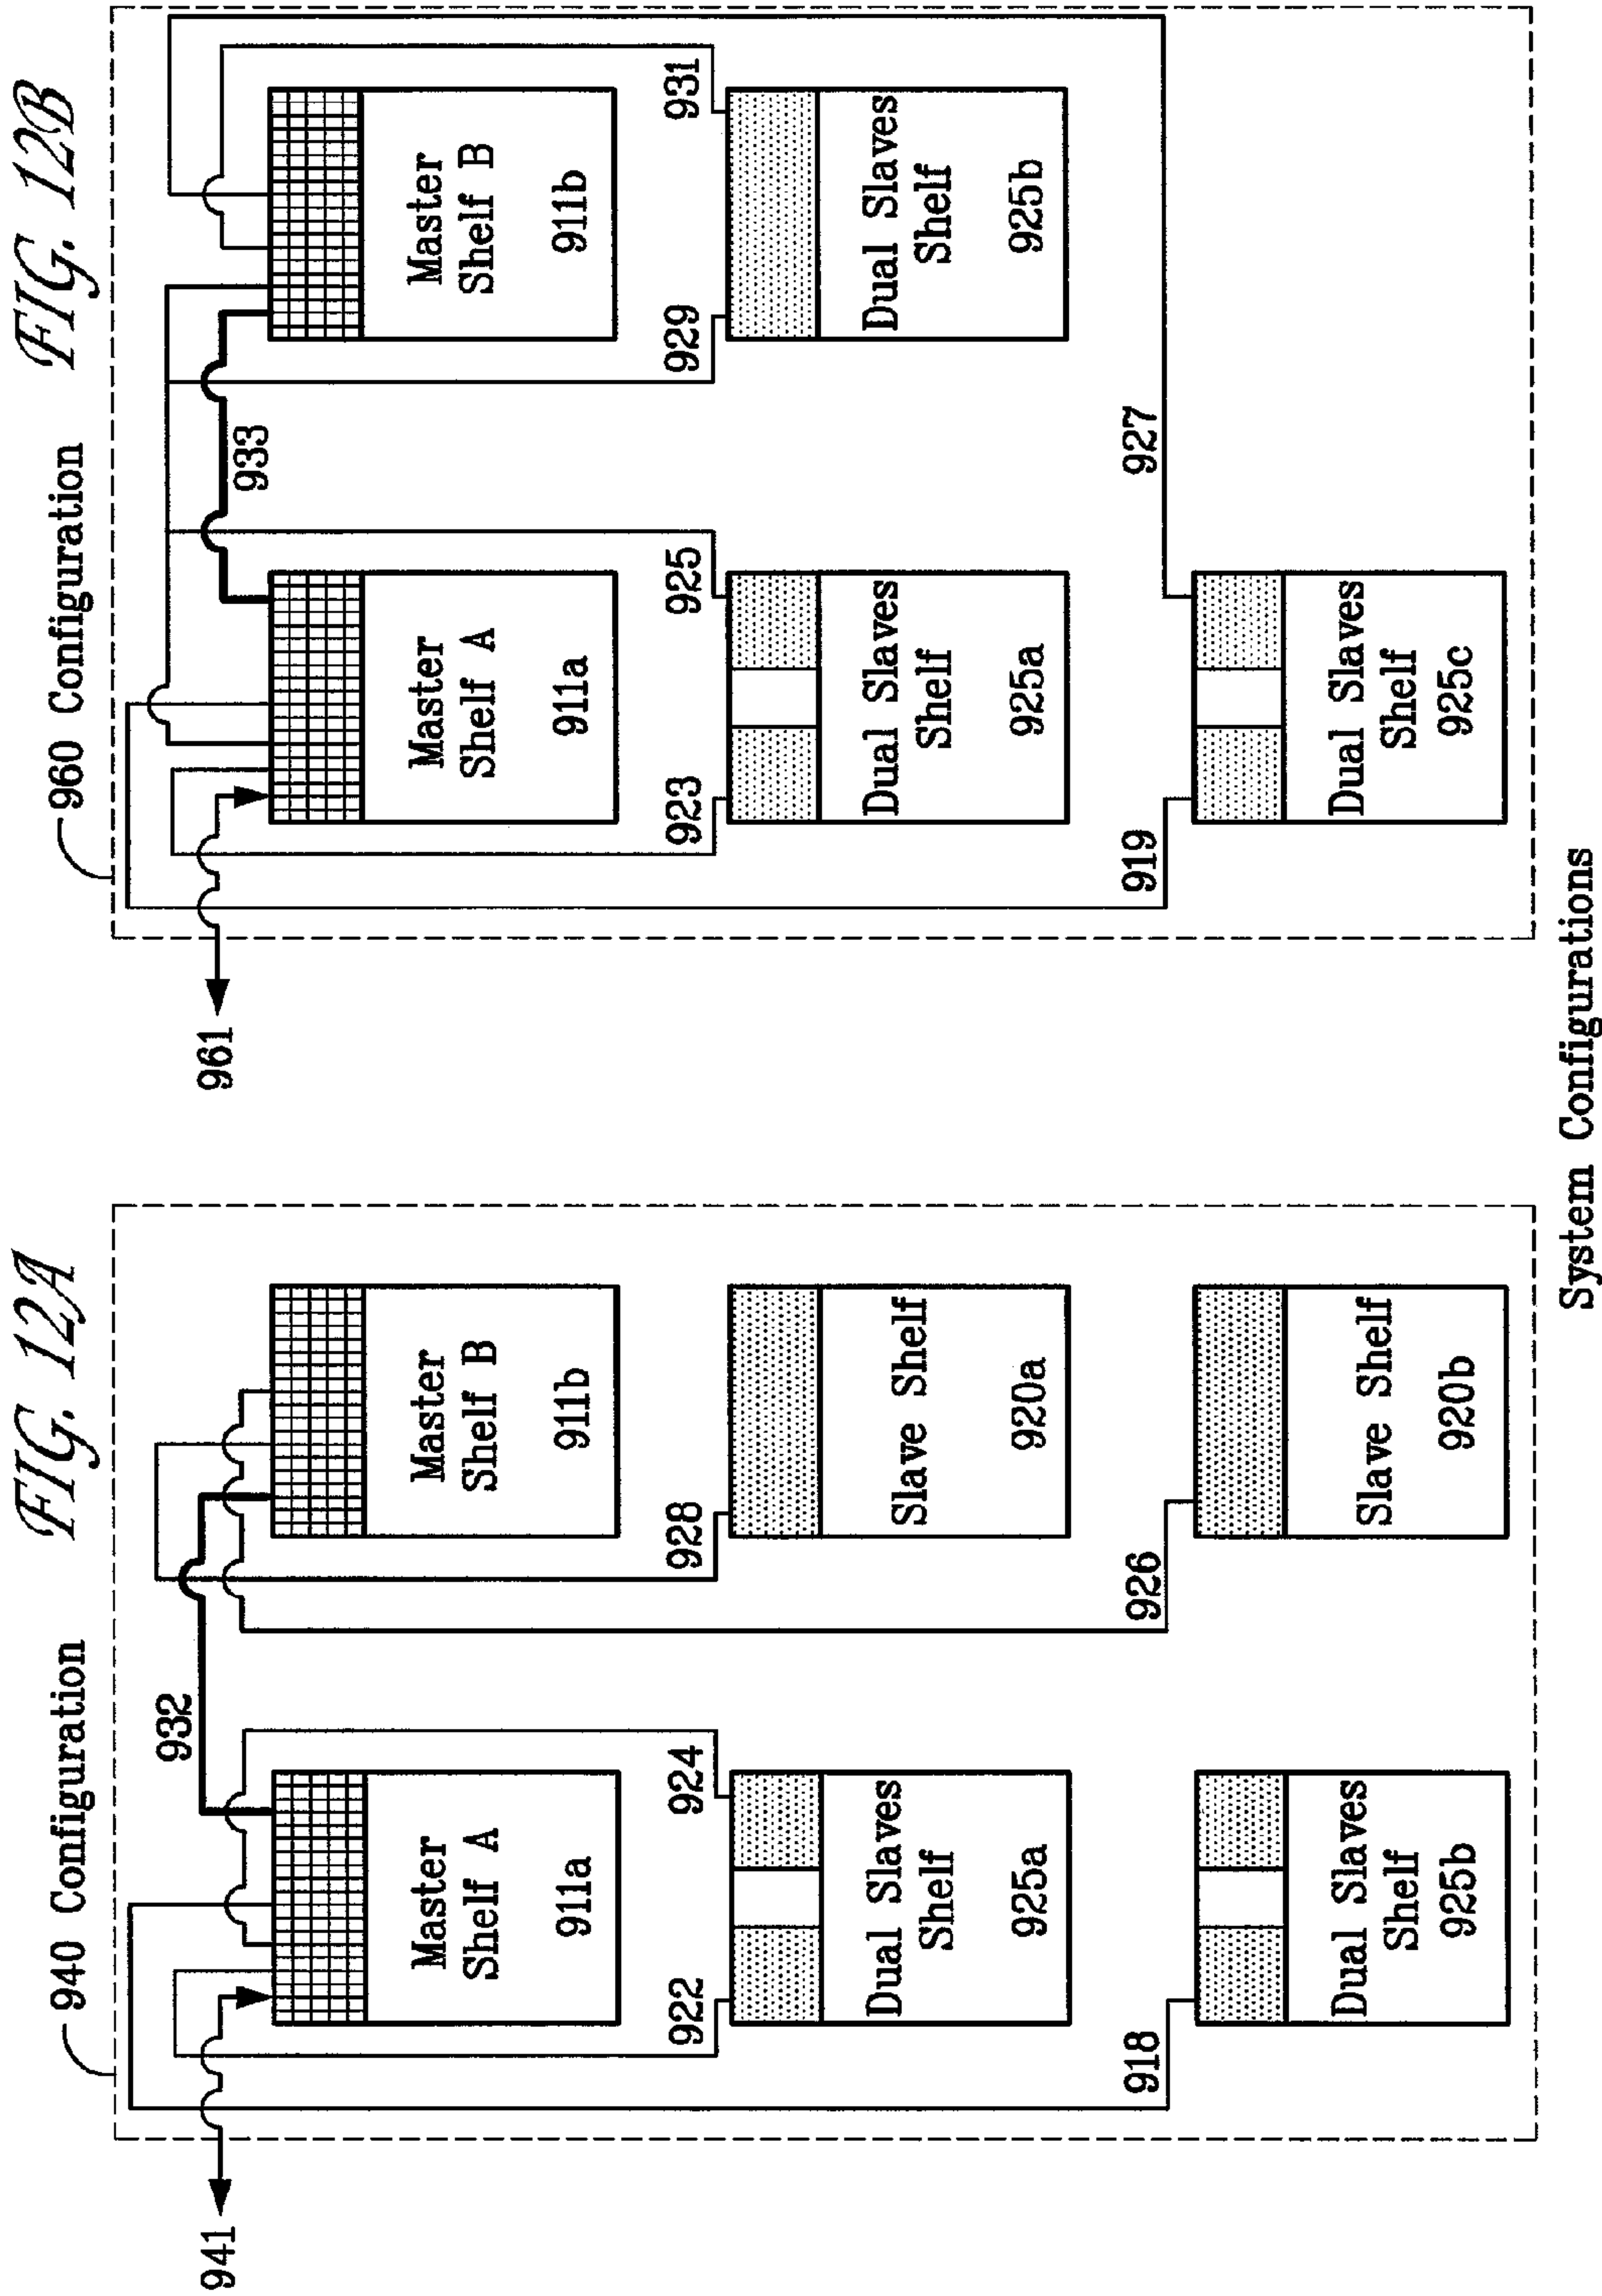 FIG. 12A
940 Configuration
941
932
Master
Shelf A
911a
Master
Shelf B
911b
922
924
928
Dual Slaves
Shelf
925a
Slave Shelf
920a
918
926
Dual Slaves
Shelf
925b
Slave Shelf
920b
FIG. 12B
960 Configuration
961
933
Master
Shelf A
911a
Master
Shelf B
911b
923
925
929
931
Dual Slaves
Shelf
925a
Dual Slaves
Shelf
925b
919
927
Dual Slaves
Shelf
925c
System Configurations